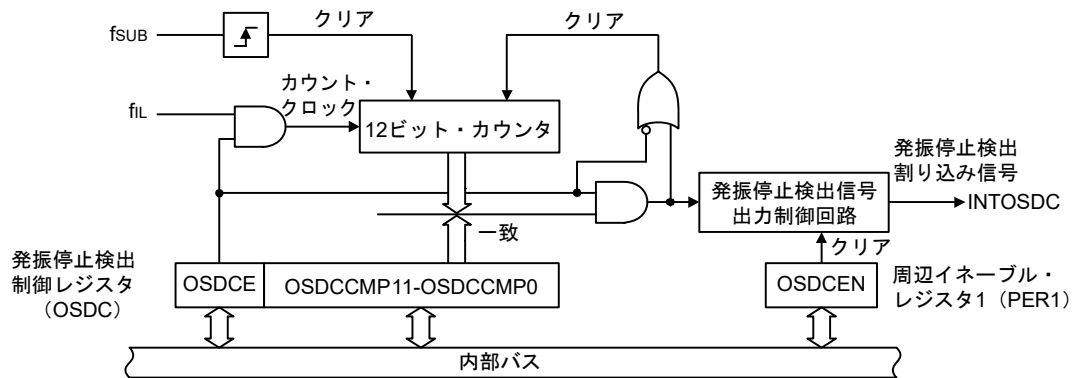 fSUB
クリア
クリア
カウント・
クロック
fIL
12ビット・カウンタ
発振停止検出
割り込み信号
発振停止検出信号
出力制御回路
INTOSDC
一致
クリア
発振停止検出
制御レジスタ
（OSDC）
OSDCE
OSDCCMP11-OSDCCMP0
OSDCEN
周辺イネーブル・
レジスタ1（PER1）
内部バス